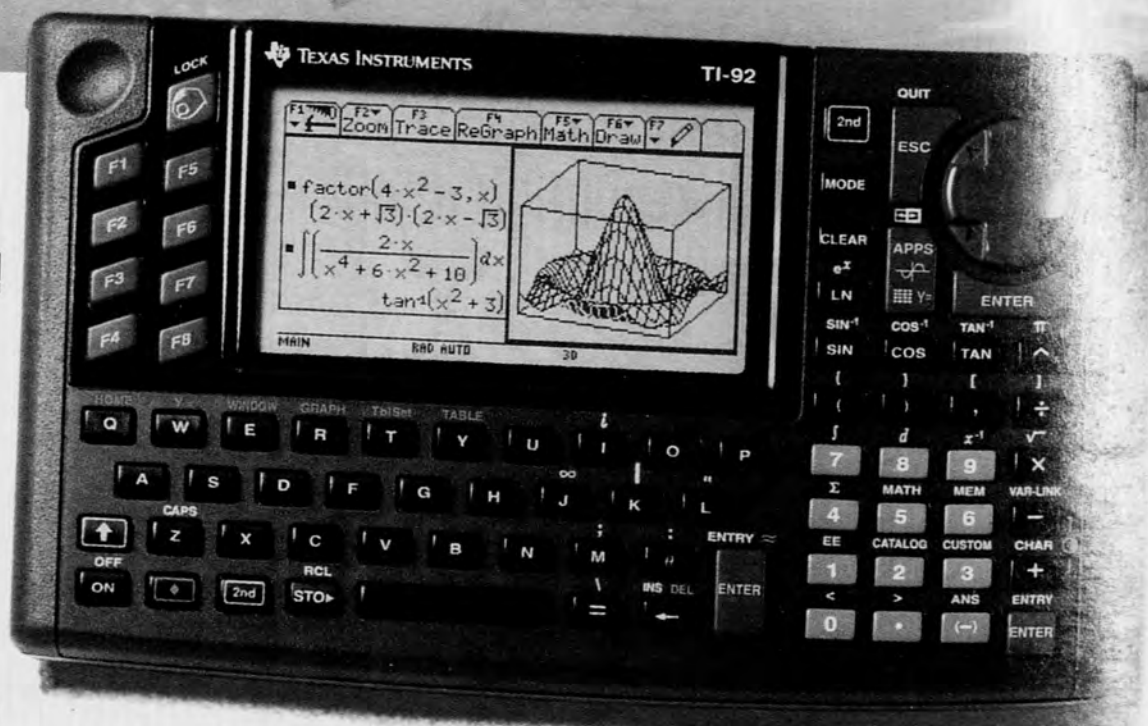 TEXAS INSTRUMENTS
TI-92
LOCK
F1 F5
F2 F6
F3 F7
F4 F8
F1 F2 F3 F4 F5 F6 F7
Zoom Trace ReGraph Math Draw
factor(4·x²-3, x)
(2·x+√3)·(2·x-√3)
∫(2·x/(x⁴+6·x²+10))dx
tan⁻¹(x²+3)
MAIN RAD AUTO 3D
QUIT
2nd ESC
MODE
CLEAR APPS
eˣ
LN Y= ENTER
SIN⁻¹ COS⁻¹ TAN⁻¹ π
SIN COS TAN ^
{ } [ ]
( ) , ÷
∫ d x⁻¹ √
7 8 9 ×
Σ MATH MEM VAR-LINK
4 5 6 −
EE CATALOG CUSTOM CHAR
1 2 3 +
< > ANS ENTRY
0 . (−) ENTER
HOME Y= WINDOW GRAPH TblSet TABLE i
Q W E R T Y U I O P
∞ | "
A S D F G H J K L
CAPS ; : ENTRY ≈
Z X C V B N M θ ENTER
OFF RCL \ INS DEL
ON 2nd STO▶ = ←